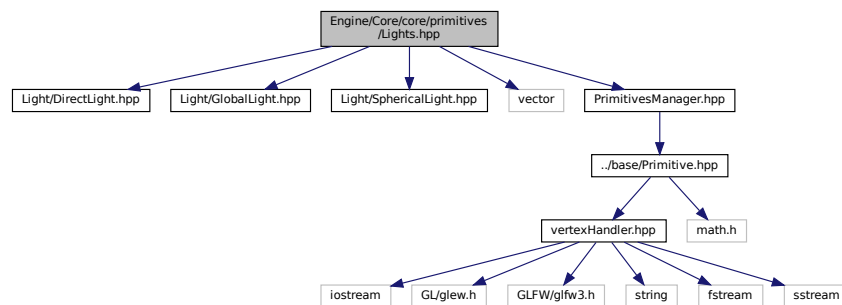 Engine/Core/core/primitives
/Lights.hpp
Light/DirectLight.hpp
Light/GlobalLight.hpp
Light/SphericalLight.hpp
vector
PrimitivesManager.hpp
../base/Primitive.hpp
vertexHandler.hpp
math.h
iostream
GL/glew.h
GLFW/glfw3.h
string
fstream
sstream